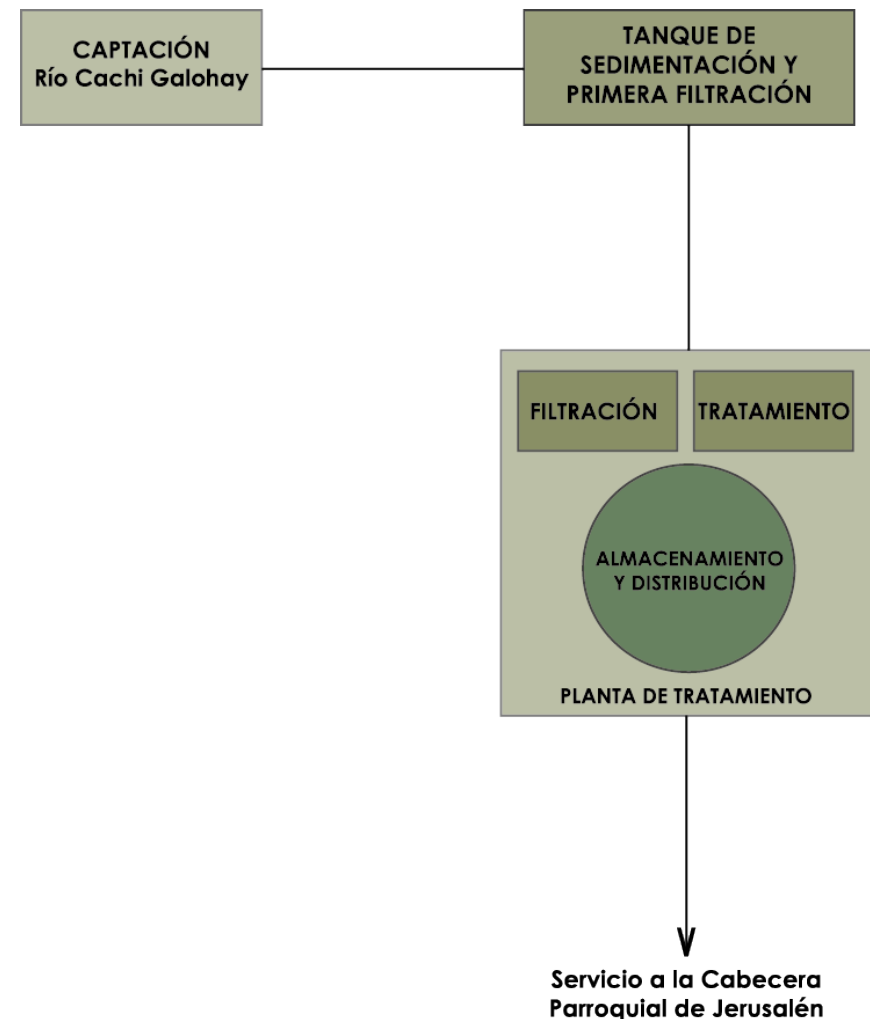 CAPTACIÓN
Río Cachi Galohay
TANQUE DE
SEDIMENTACIÓN Y
PRIMERA FILTRACIÓN
FILTRACIÓN
TRATAMIENTO
ALMACENAMIENTO
Y DISTRIBUCIÓN
PLANTA DE TRATAMIENTO
Servicio a la Cabecera
Parroquial de Jerusalén